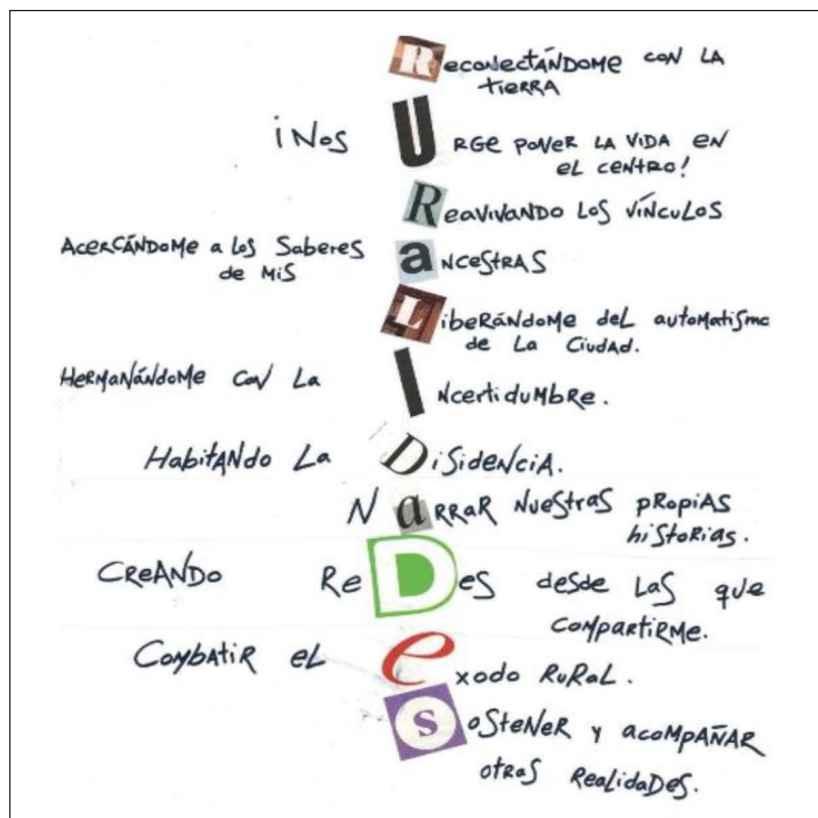 ReconectÁNDOMe CON LA
tieRRA
¡NoS URGe poNeR LA ViDA eN
eL ceNtRo!
ReaViVaNDo LoS VÍNcuLoS
AceRCÁNDoMe a LoS SabeRes
de MiS aNCeStRAS
LibeRáNdoMe deL autoMatiSmo
de La CiuDad.
HeRMaNáNdoMe CoN La INcertiduMbRe.
HabitANdo La DiSideNciA.
NaRRaR NueStRaS pRopiAS
hiStoRiaS.
CReANDO ReDeS desde LaS que
coMpartiRMe.
CoMbAtiR eL exodo RuRaL.
SoSteNeR y acoMpAÑAR
otRaS ReaLidaDeS.